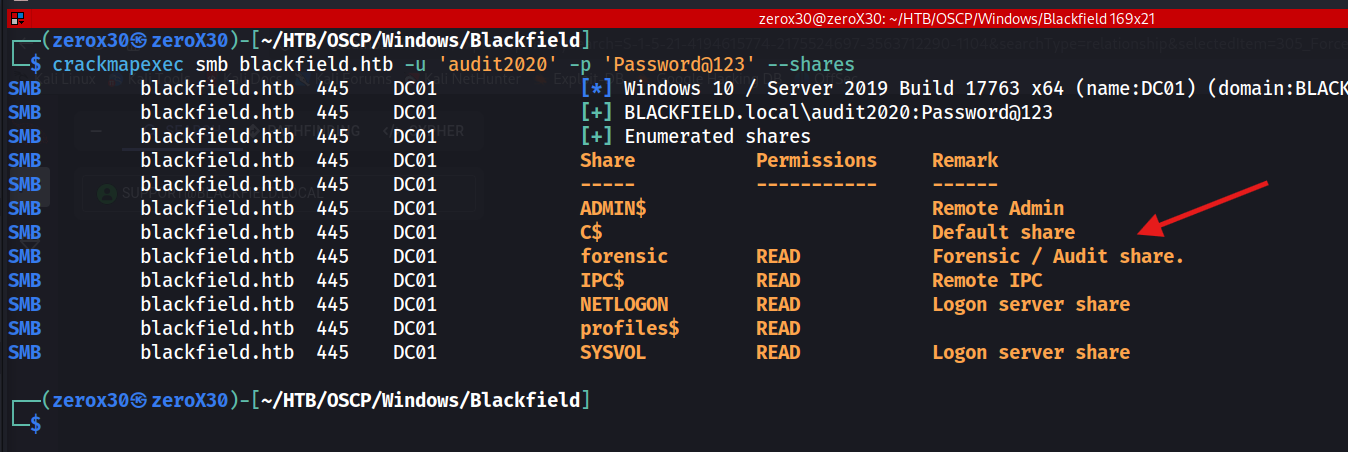 zerox30@zeroX30: ~/HTB/OSCP/Windows/Blackfield 169x21
┌──(zerox30㉿zeroX30)-[~/HTB/OSCP/Windows/Blackfield]
└─$ crackmapexec smb blackfield.htb -u 'audit2020' -p 'Password@123' --shares
SMB blackfield.htb 445 DC01 [*] Windows 10 / Server 2019 Build 17763 x64 (name:DC01) (domain:BLACK
SMB blackfield.htb 445 DC01 [+] BLACKFIELD.local\audit2020:Password@123
SMB blackfield.htb 445 DC01 [+] Enumerated shares
SMB blackfield.htb 445 DC01 Share Permissions Remark
SMB blackfield.htb 445 DC01 ----- ----------- ------
SMB blackfield.htb 445 DC01 ADMIN$ Remote Admin
SMB blackfield.htb 445 DC01 C$ Default share
SMB blackfield.htb 445 DC01 forensic READ Forensic / Audit share.
SMB blackfield.htb 445 DC01 IPC$ READ Remote IPC
SMB blackfield.htb 445 DC01 NETLOGON READ Logon server share
SMB blackfield.htb 445 DC01 profiles$ READ
SMB blackfield.htb 445 DC01 SYSVOL READ Logon server share
┌──(zerox30㉿zeroX30)-[~/HTB/OSCP/Windows/Blackfield]
└─$